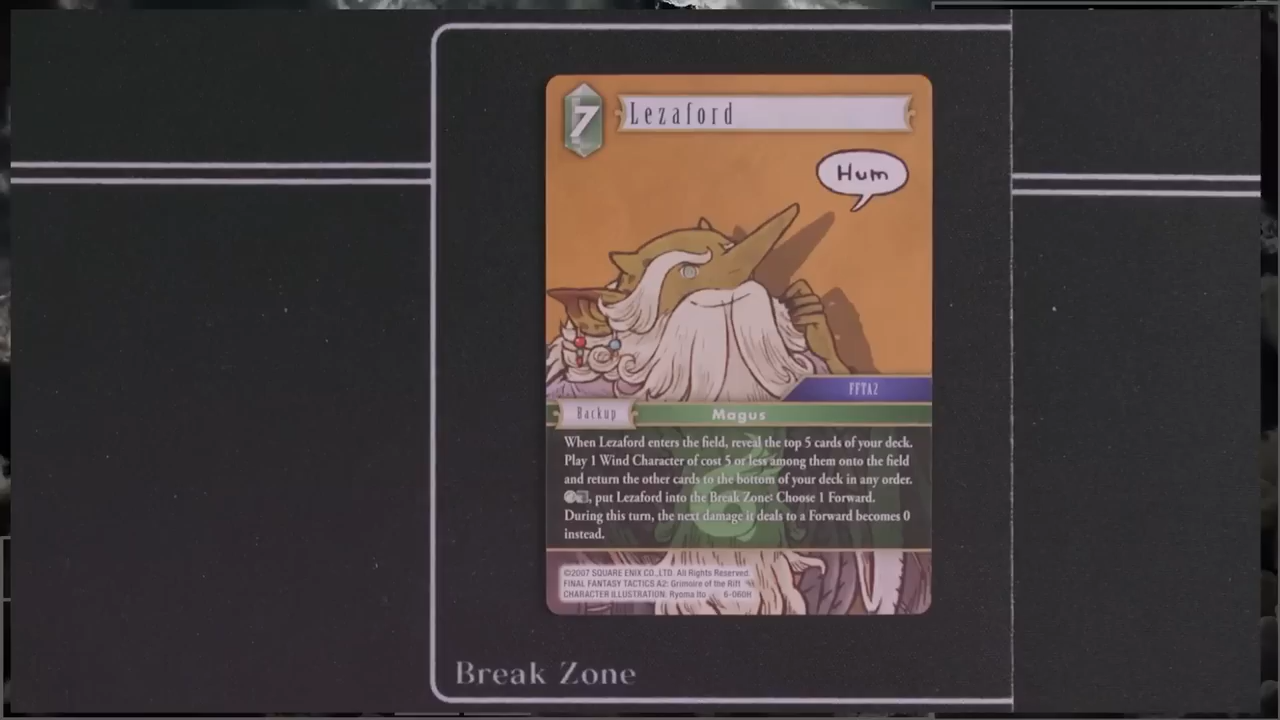 7
Lezaford
Hum
FFTA2
Backup
Magus
When Lezaford enters the field, reveal the top 5 cards of your deck.
Play 1 Wind Character of cost 5 or less among them onto the field
and return the other cards to the bottom of your deck in any order.
, put Lezaford into the Break Zone: Choose 1 Forward.
During this turn, the next damage it deals to a Forward becomes 0
instead.
©2007 SQUARE ENIX CO.,LTD. All Rights Reserved.
FINAL FANTASY TACTICS A2: Grimoire of the Rift
CHARACTER ILLUSTRATION: Ryoma Ito 6-060H
Break Zone